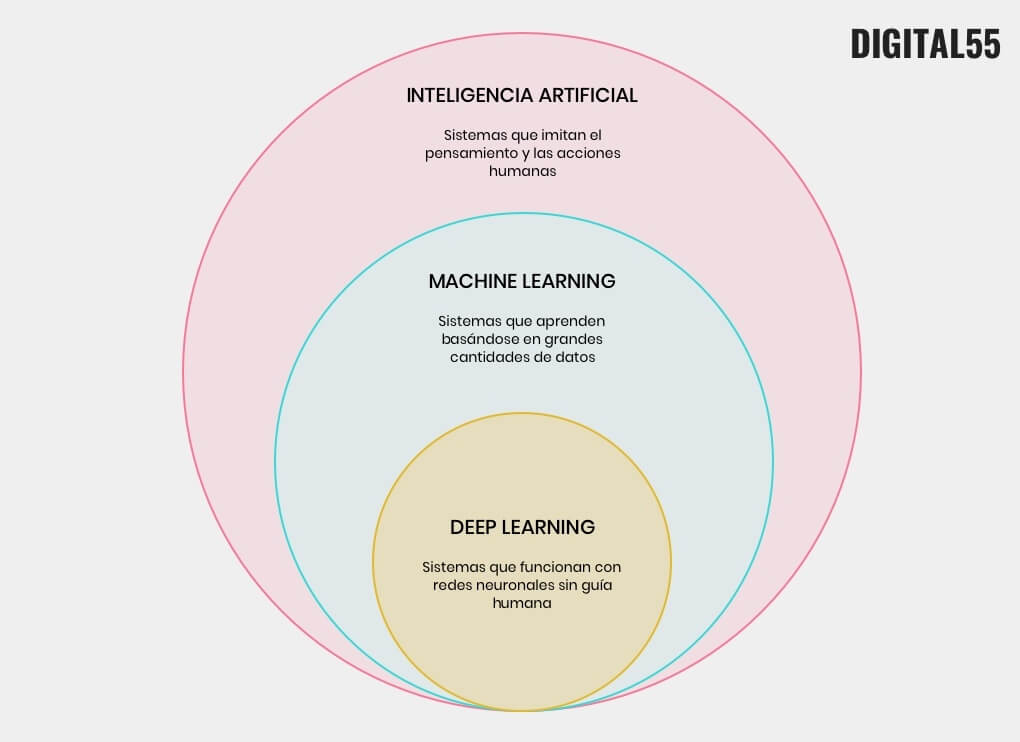 DIGITAL55
INTELIGENCIA ARTIFICIAL
Sistemas que imitan el
pensamiento y las acciones
humanas
MACHINE LEARNING
Sistemas que aprenden
basándose en grandes
cantidades de datos
DEEP LEARNING
Sistemas que funcionan con
redes neuronales sin guía
humana